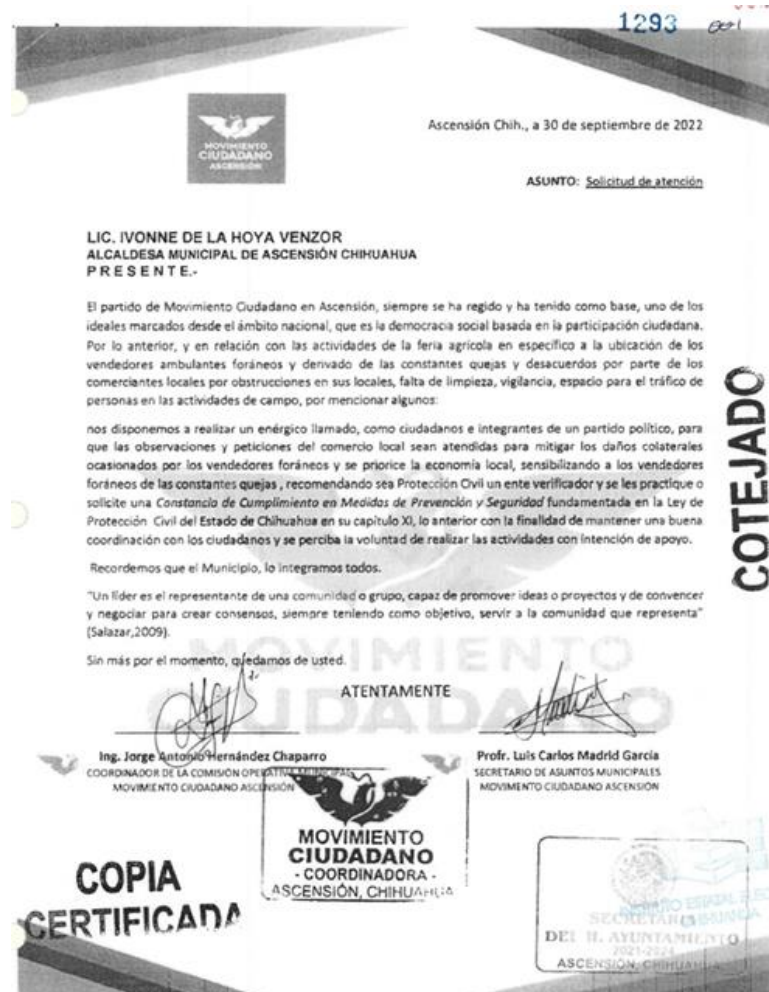 1293 001
MOVIMIENTO
CIUDADANO
ASCENSIÓN
Ascensión Chih., a 30 de septiembre de 2022
ASUNTO: Solicitud de atención
LIC. IVONNE DE LA HOYA VENZOR
ALCALDESA MUNICIPAL DE ASCENSIÓN CHIHUAHUA
P R E S E N T E.-
El partido de Movimiento Ciudadano en Ascensión, siempre se ha regido y ha tenido como base, uno de los
ideales marcados desde el ámbito nacional, que es la democracia social basada en la participación ciudadana.
Por lo anterior, y en relación con las actividades de la feria agrícola en específico a la ubicación de los
vendedores ambulantes foráneos y derivado de las constantes quejas y desacuerdos por parte de los
comerciantes locales por obstrucciones en sus locales, falta de limpieza, vigilancia, espacio para el tráfico de
personas en las actividades de campo, por mencionar algunos:
nos disponemos a realizar un enérgico llamado, como ciudadanos e integrantes de un partido político, para
que las observaciones y peticiones del comercio local sean atendidas para mitigar los daños colaterales
ocasionados por los vendedores foráneos y se priorice la economía local, sensibilizando a los vendedores
foráneos de las constantes quejas , recomendando sea Protección Civil un ente verificador y se les practique o
solicite una Constancia de Cumplimiento en Medidas de Prevención y Seguridad fundamentada en la Ley de
Protección Civil del Estado de Chihuahua en su capítulo XI, lo anterior con la finalidad de mantener una buena
coordinación con los ciudadanos y se perciba la voluntad de realizar las actividades con intención de apoyo.
Recordemos que el Municipio, lo integramos todos.
"Un líder es el representante de una comunidad o grupo, capaz de promover ideas o proyectos y de convencer
y negociar para crear consensos, siempre teniendo como objetivo, servir a la comunidad que representa"
(Salazar,2009).
Sin más por el momento, quedamos de usted.
MOVIMIENTO
CIUDADANO
ATENTAMENTE
Ing. Jorge Antonio Hernández Chaparro
COORDINADOR DE LA COMISIÓN OPERATIVA MUNICIPAL
MOVIMIENTO CIUDADANO ASCENSIÓN
Profr. Luis Carlos Madrid García
SECRETARIO DE ASUNTOS MUNICIPALES
MOVIMENTO CIUDADANO ASCENSIÓN
MOVIMIENTO
CIUDADANO
- COORDINADORA -
ASCENSIÓN, CHIHUAHUA
COPIA
CERTIFICADA
COTEJADO
SECRETARIA
DEL H. AYUNTAMIENTO
2021-2024
ASCENSIÓN, CHIHUAHUA